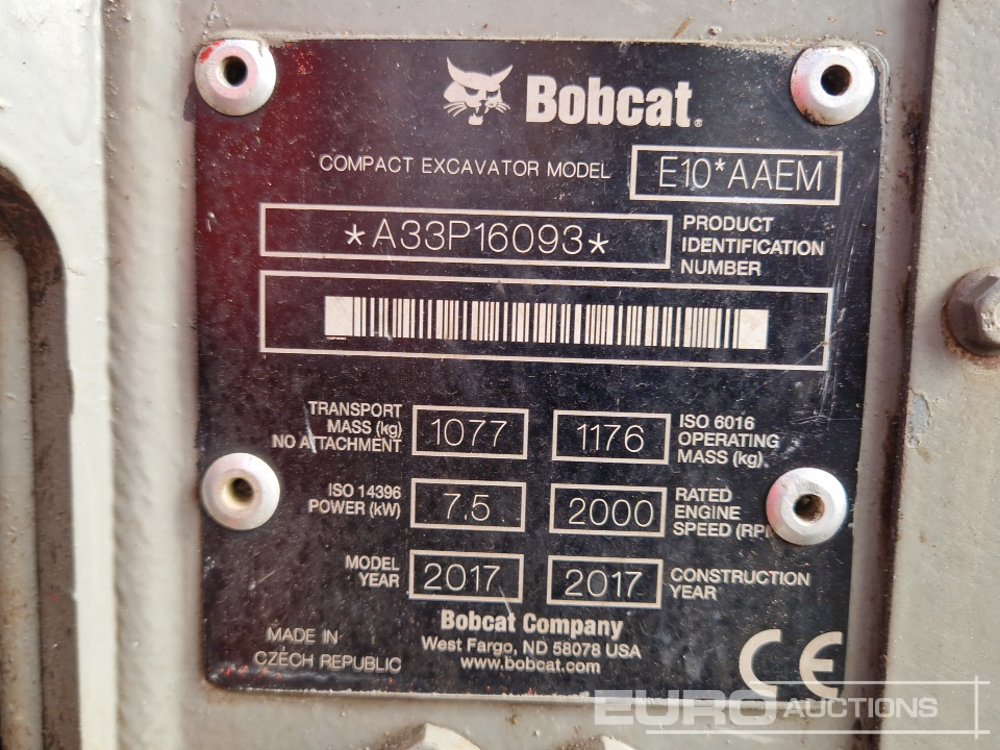 Bobcat®
COMPACT EXCAVATOR MODEL E10*AAEM
*A33P16093*
PRODUCT
IDENTIFICATION
NUMBER
TRANSPORT
MASS (kg)
NO ATTACHMENT
1077
1176
ISO 6016
OPERATING
MASS (kg)
ISO 14396
POWER (kW)
7.5
2000
RATED
ENGINE
SPEED (RPM
MODEL
YEAR
2017
2017
CONSTRUCTION
YEAR
Bobcat Company
West Fargo, ND 58078 USA
www.bobcat.com
MADE IN
CZECH REPUBLIC
CE
EURO AUCTIONS